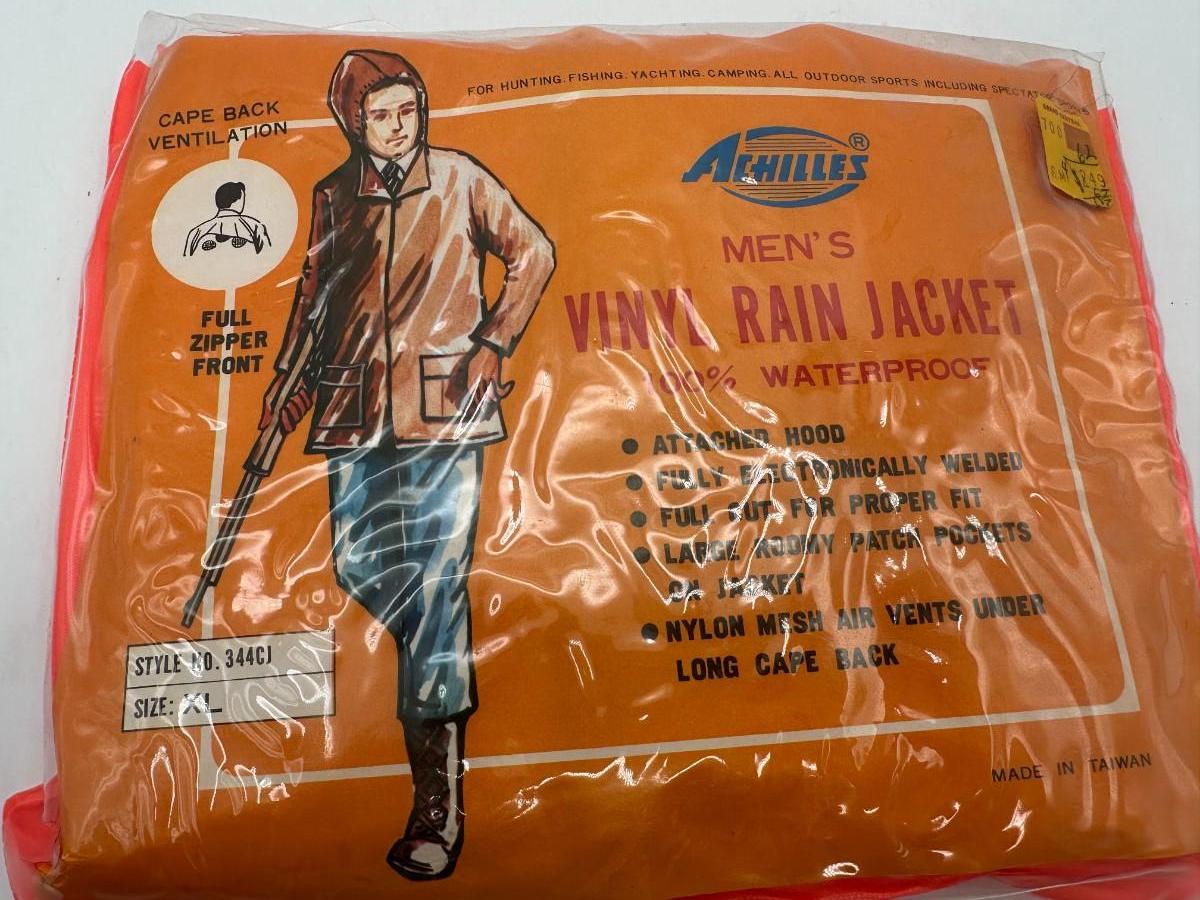 FOR HUNTING. FISHING. YACHTING. CAMPING. ALL OUTDOOR SPORTS INCLUDING SPECTATOR SPORTS
CAPE BACK
VENTILATION
ACHILLES®
FULL
ZIPPER
FRONT
MEN'S
VINYL RAIN JACKET
100% WATERPROOF
● ATTACHED HOOD
● FULLY ELECTRONICALLY WELDED
● FULL CUT FOR PROPER FIT
● LARGE ROOMY PATCH POCKETS
ON JACKET
● NYLON MESH AIR VENTS UNDER
LONG CAPE BACK
STYLE NO. 344CJ
SIZE: XL
MADE IN TAIWAN